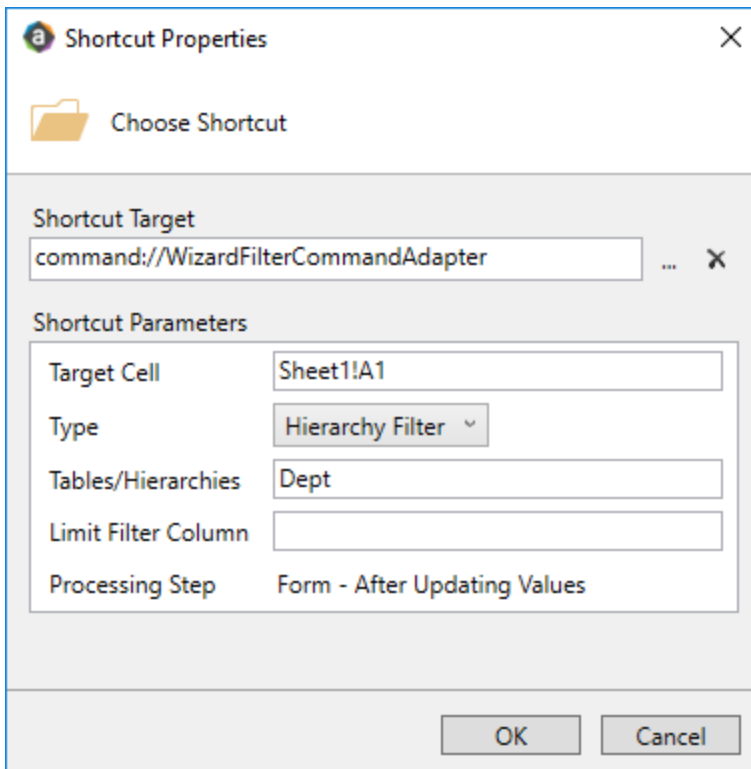 Shortcut Properties
Choose Shortcut
Shortcut Target
command://WizardFilterCommandAdapter
...
Shortcut Parameters
Target Cell Sheet1!A1
Type Hierarchy Filter
Tables/Hierarchies Dept
Limit Filter Column
Processing Step Form - After Updating Values
OK Cancel